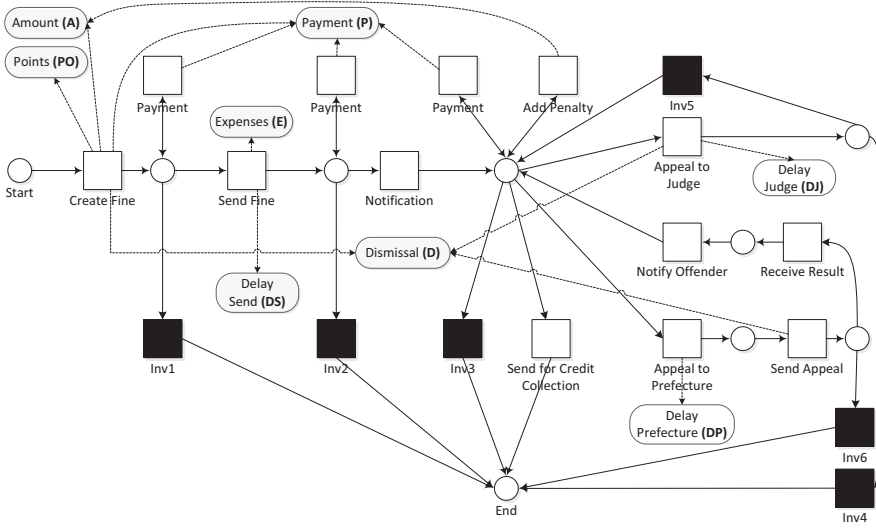 Amount (A)
Payment (P)
Points (PO)
Payment
Payment
Payment
Add Penalty
Inv5
Expenses (E)
Start
Create Fine
Send Fine
Notification
Appeal to
Judge
Delay
Judge (DJ)
Dismissal (D)
Notify Offender
Receive Result
Delay
Send (DS)
Inv1
Inv2
Inv3
Send for Credit
Collection
Appeal to
Prefecture
Send Appeal
Delay
Prefecture (DP)
Inv6
End
Inv4